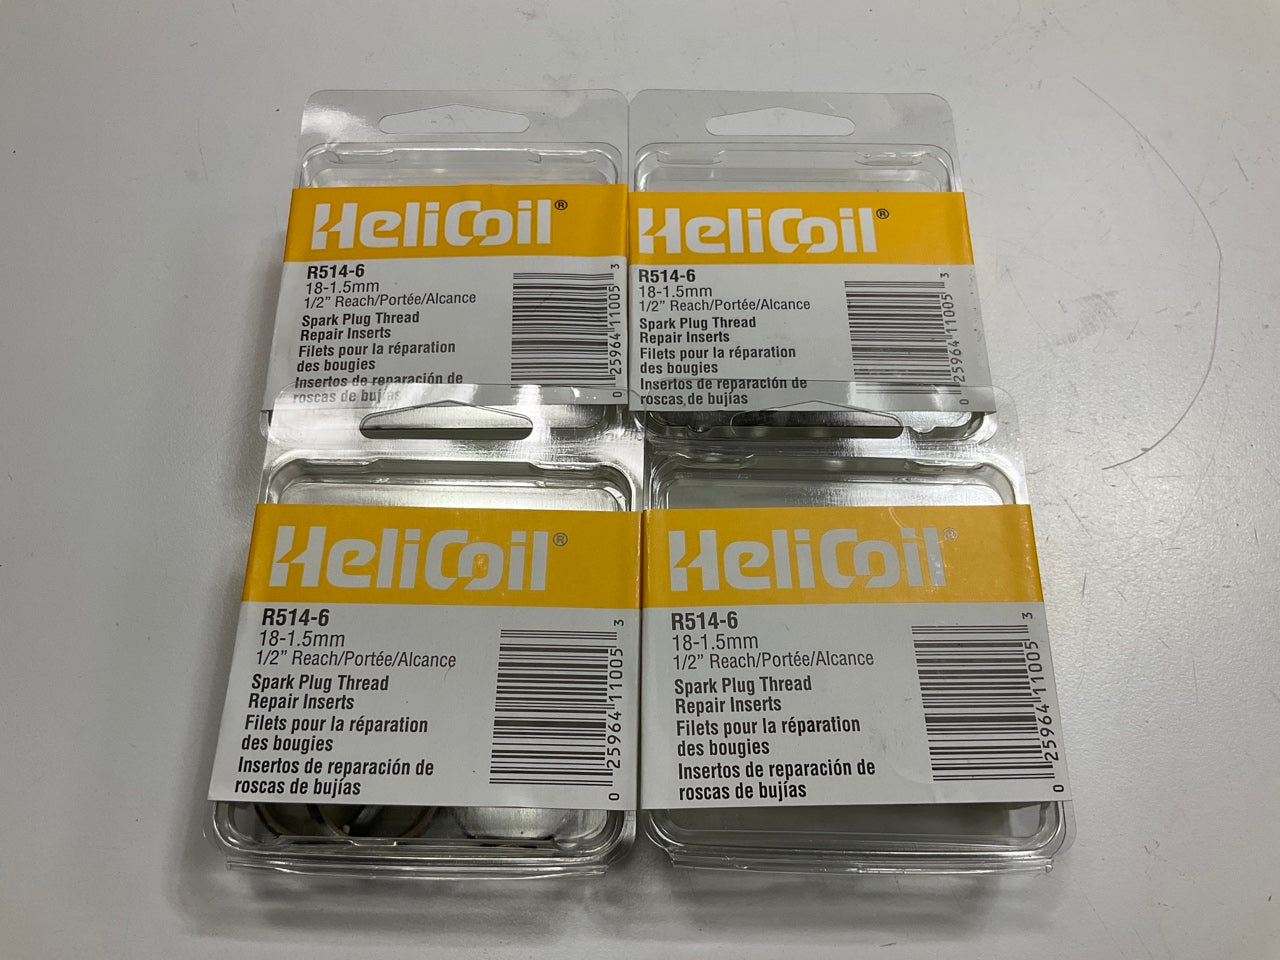 HeliCoil®
R514-6
18-1.5mm
1/2" Reach/Portée/Alcance
Spark Plug Thread
Repair Inserts
Filets pour la réparation
des bougies
Insertos de reparación de
roscas de bujías
0 25964 11005 3
HeliCoil®
R514-6
18-1.5mm
1/2" Reach/Portée/Alcance
Spark Plug Thread
Repair Inserts
Filets pour la réparation
des bougies
Insertos de reparación de
roscas de bujías
0 25964 11005 3
HeliCoil®
R514-6
18-1.5mm
1/2" Reach/Portée/Alcance
Spark Plug Thread
Repair Inserts
Filets pour la réparation
des bougies
Insertos de reparación de
roscas de bujías
0 25964 11005 3
HeliCoil®
R514-6
18-1.5mm
1/2" Reach/Portée/Alcance
Spark Plug Thread
Repair Inserts
Filets pour la réparation
des bougies
Insertos de reparación de
roscas de bujías
0 25964 11005 3